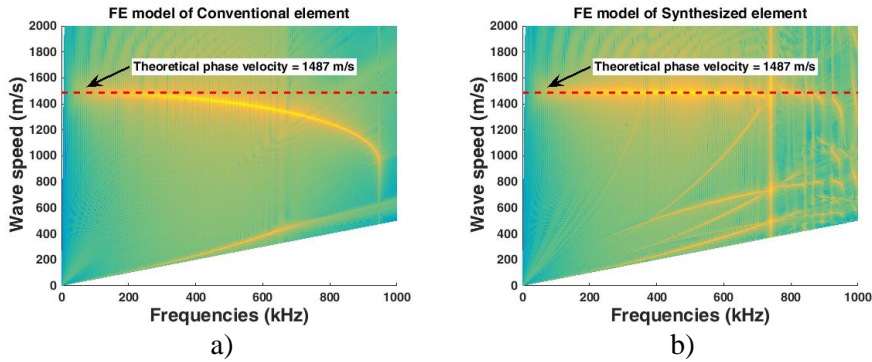 FE model of Conventional element
2000
1800
1600
1400
1200
1000
800
600
400
200
0
Wave speed (m/s)
Theoretical phase velocity = 1487 m/s
0 200 400 600 800 1000
Frequencies (kHz)
a)
FE model of Synthesized element
2000
1800
1600
1400
1200
1000
800
600
400
200
0
Wave speed (m/s)
Theoretical phase velocity = 1487 m/s
0 200 400 600 800 1000
Frequencies (kHz)
b)